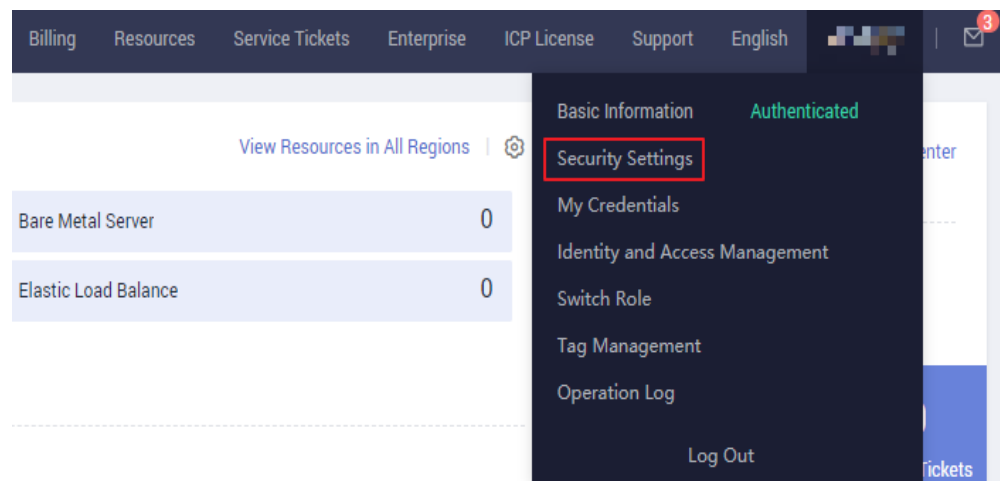 Billing Resources Service Tickets Enterprise ICP License Support English 3
Basic Information Authenticated
View Resources in All Regions
Security Settings
My Credentials
Bare Metal Server 0
Identity and Access Management
Elastic Load Balance 0
Switch Role
Tag Management
Operation Log
Log Out